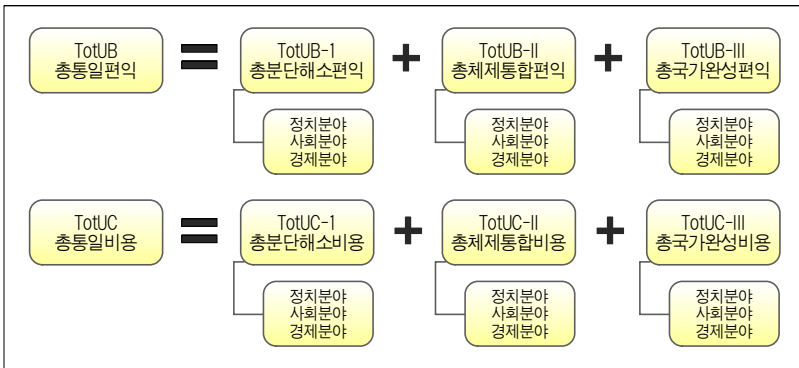 TotUB
총통일편익
=
TotUB-1
총분단해소편익
+
TotUB-II
총체제통합편익
+
TotUB-III
총국가완성편익
정치분야
사회분야
경제분야
정치분야
사회분야
경제분야
정치분야
사회분야
경제분야
TotUC
총통일비용
=
TotUC-1
총분단해소비용
+
TotUC-II
총체제통합비용
+
TotUC-III
총국가완성비용
정치분야
사회분야
경제분야
정치분야
사회분야
경제분야
정치분야
사회분야
경제분야